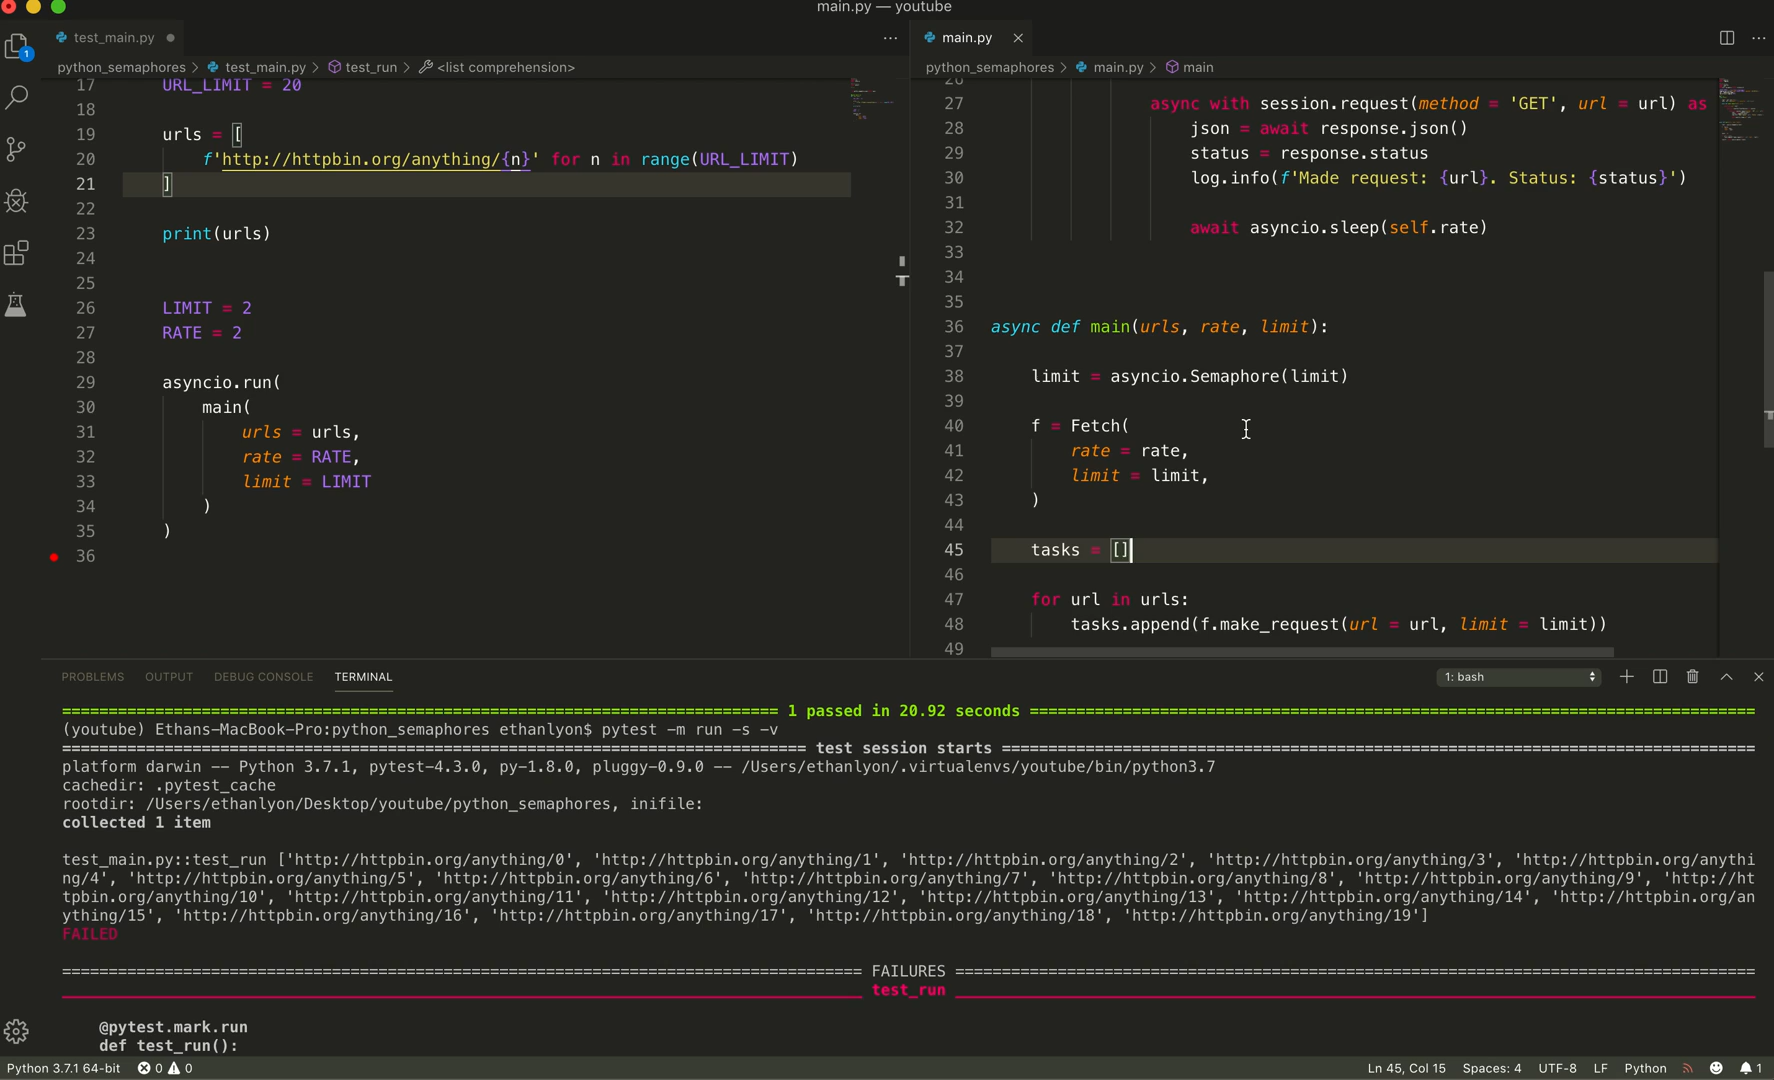 main.py — youtube
test_main.py
main.py
python_semaphores > test_main.py > test_run > <list comprehension>
python_semaphores > main.py > main
17 URL_LIMIT = 20
18
19 urls = [
20 f'http://httpbin.org/anything/{n}' for n in range(URL_LIMIT)
21 ]
22
23 print(urls)
24
25
26 LIMIT = 2
27 RATE = 2
28
29 asyncio.run(
30 main(
31 urls = urls,
32 rate = RATE,
33 limit = LIMIT
34 )
35 )
36
26
27 async with session.request(method = 'GET', url = url) as
28 json = await response.json()
29 status = response.status
30 log.info(f'Made request: {url}. Status: {status}')
31
32 await asyncio.sleep(self.rate)
33
34
35
36 async def main(urls, rate, limit):
37
38 limit = asyncio.Semaphore(limit)
39
40 f = Fetch(
41 rate = rate,
42 limit = limit,
43 )
44
45 tasks = []
46
47 for url in urls:
48 tasks.append(f.make_request(url = url, limit = limit))
49
1
PROBLEMS OUTPUT DEBUG CONSOLE TERMINAL 1: bash
============ 1 passed in 20.92 seconds ============
(youtube) Ethans-MacBook-Pro:python_semaphores ethanlyon$ pytest -m run -s -v
============ test session starts ============
platform darwin -- Python 3.7.1, pytest-4.3.0, py-1.8.0, pluggy-0.9.0 -- /Users/ethanlyon/.virtualenvs/youtube/bin/python3.7
cachedir: .pytest_cache
rootdir: /Users/ethanlyon/Desktop/youtube/python_semaphores, inifile:
collected 1 item
test_main.py::test_run ['http://httpbin.org/anything/0', 'http://httpbin.org/anything/1', 'http://httpbin.org/anything/2', 'http://httpbin.org/anything/3', 'http://httpbin.org/anythi
ng/4', 'http://httpbin.org/anything/5', 'http://httpbin.org/anything/6', 'http://httpbin.org/anything/7', 'http://httpbin.org/anything/8', 'http://httpbin.org/anything/9', 'http://ht
tpbin.org/anything/10', 'http://httpbin.org/anything/11', 'http://httpbin.org/anything/12', 'http://httpbin.org/anything/13', 'http://httpbin.org/anything/14', 'http://httpbin.org/an
ything/15', 'http://httpbin.org/anything/16', 'http://httpbin.org/anything/17', 'http://httpbin.org/anything/18', 'http://httpbin.org/anything/19']
FAILED
============ FAILURES ============
____________ test_run ____________
@pytest.mark.run
def test_run():
Python 3.7.1 64-bit 0 0 Ln 45, Col 15 Spaces: 4 UTF-8 LF Python 1